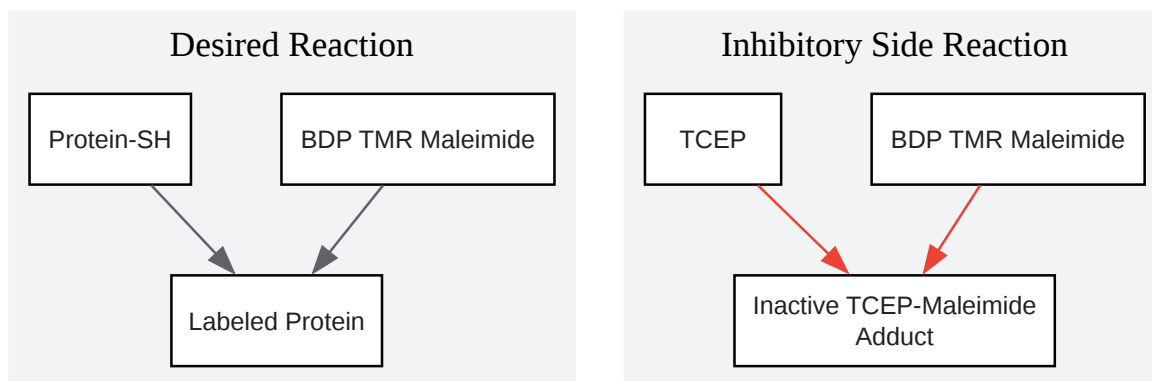 Desired Reaction
Protein-SH
BDP TMR Maleimide
Labeled Protein
Inhibitory Side Reaction
TCEP
BDP TMR Maleimide
Inactive TCEP-Maleimide
Adduct